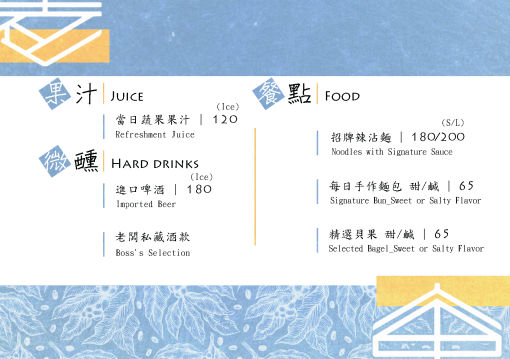 果汁 Juice
(Ice)
當日蔬果果汁 | 120
Refreshment Juice
微醺 Hard drinks
(Ice)
進口啤酒 | 180
Imported Beer
老闆私藏酒款
Boss's Selection
餐點 Food
(S/L)
招牌辣沾麵 | 180/200
Noodles with Signature Sauce
每日手作麵包 甜/鹹 | 65
Signature Bun_Sweet or Salty Flavor
精選貝果 甜/鹹 | 65
Selected Bagel_Sweet or Salty Flavor